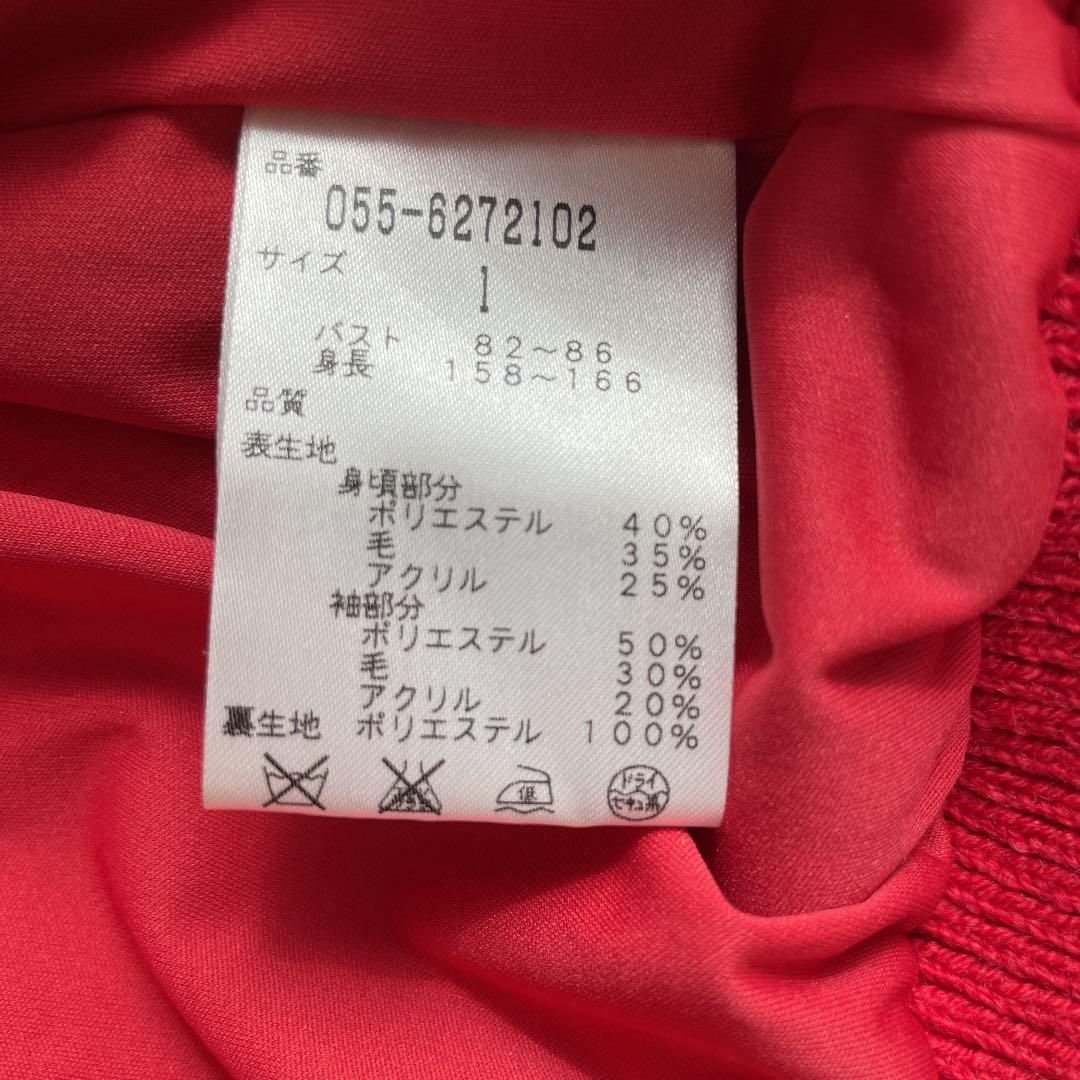 品番
055-6272102
サイズ 1
バスト 82～86
身長 158～166
品質
表生地
身頃部分
ポリエステル 40%
毛 35%
アクリル 25%
袖部分
ポリエステル 50%
毛 30%
アクリル 20%
裏生地 ポリエステル 100%
低 ドライ
セキユ系